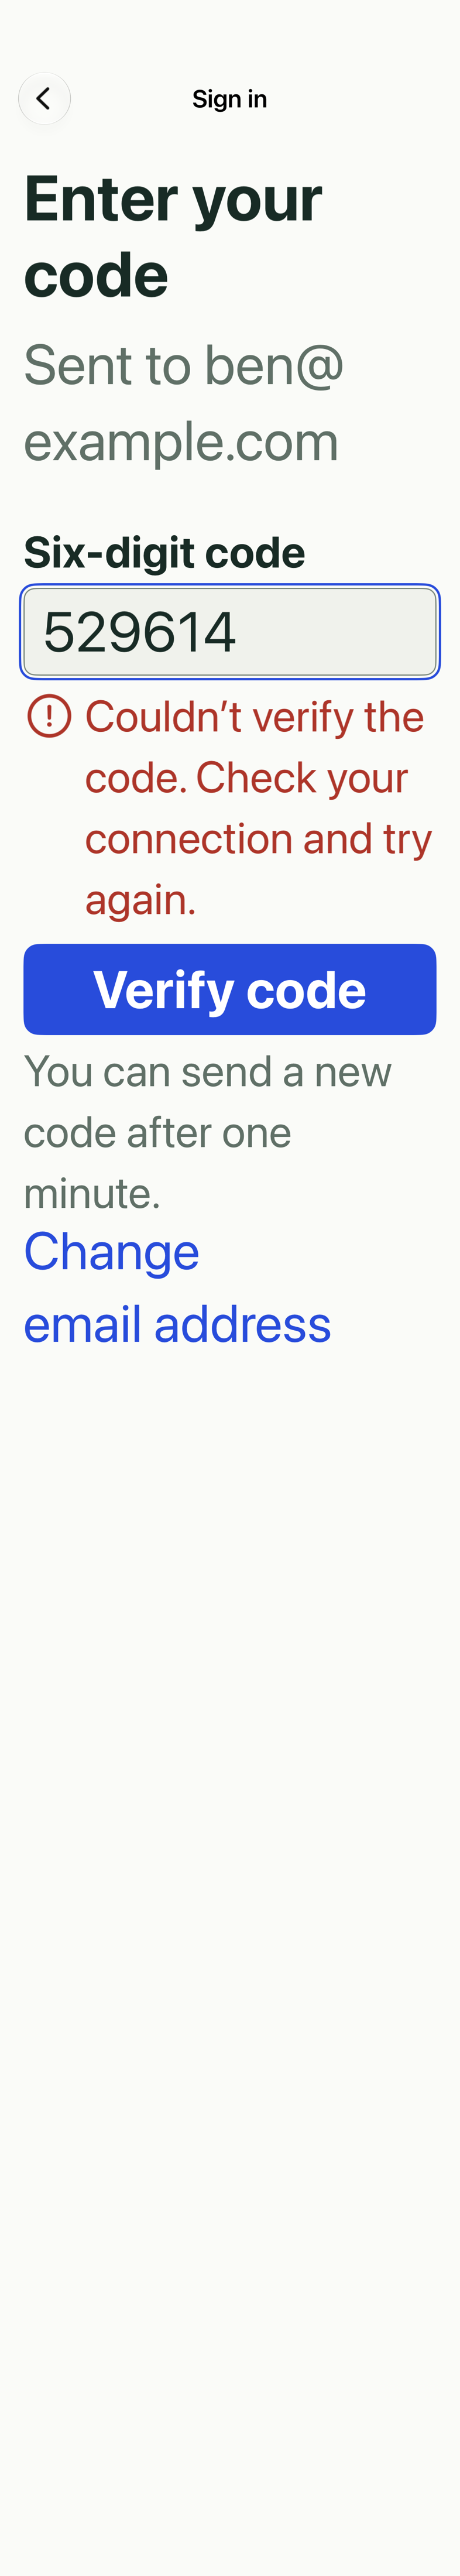 Sign in
Enter your
code
Sent to ben@
example.com
Six-digit code
529614
Couldn’t verify the
code. Check your
connection and try
again.
Verify code
You can send a new
code after one
minute.
Change
email address